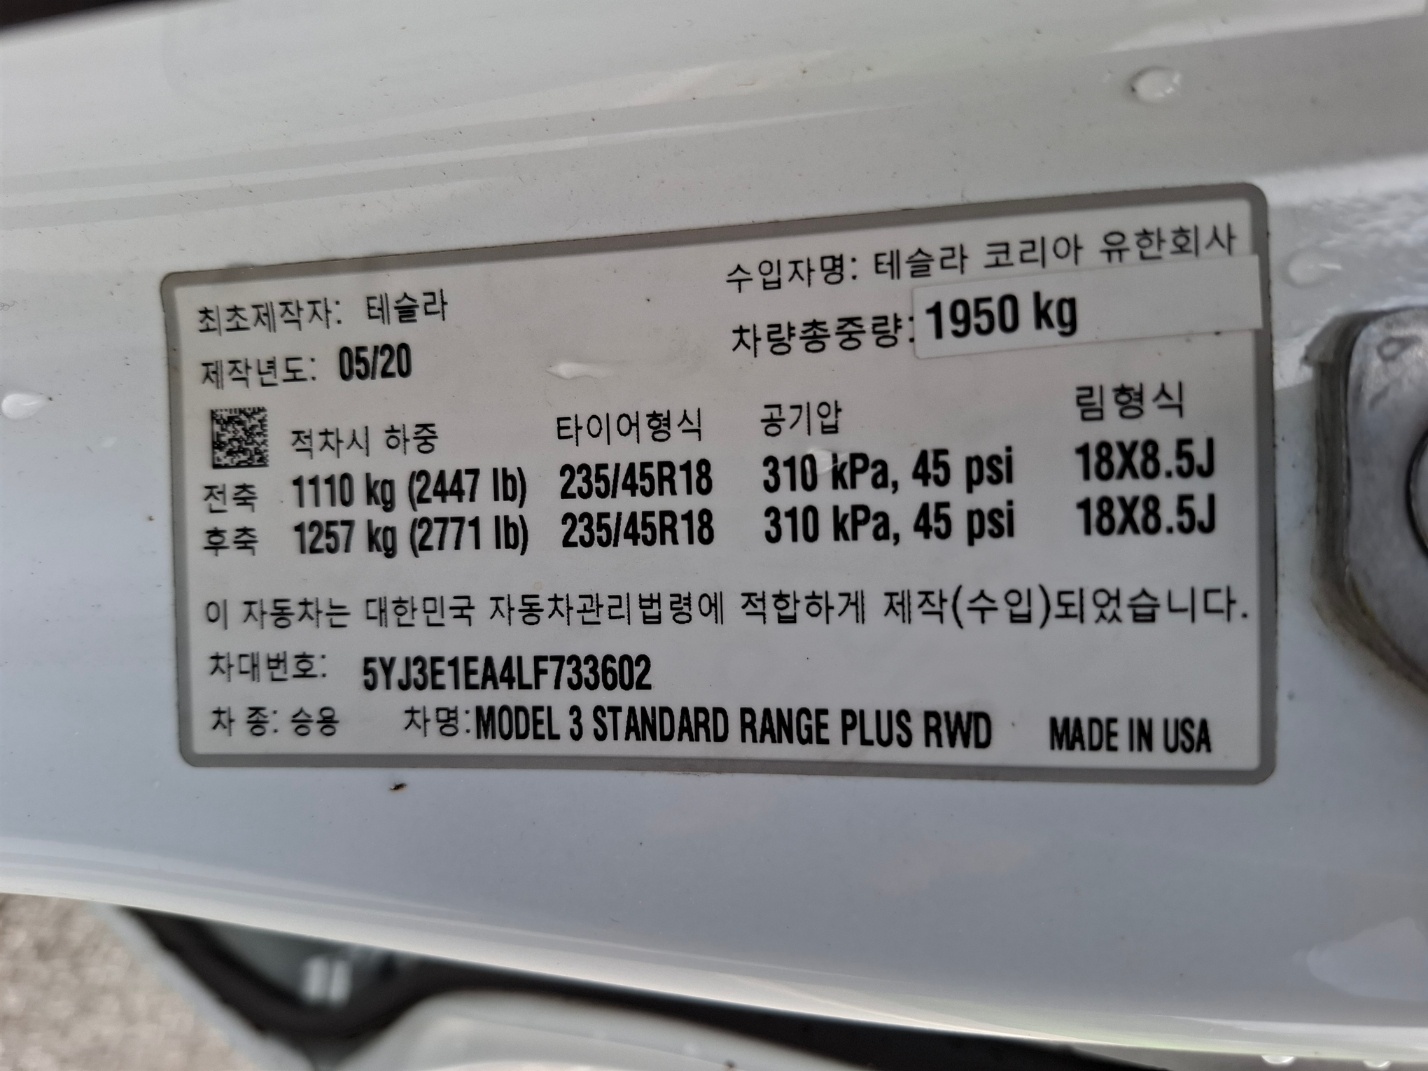 최초제작자: 테슬라
수입자명: 테슬라 코리아 유한회사
제작년도: 05/20
차량총중량: 1950 kg
적차시 하중 타이어형식 공기압 림형식
전축 1110 kg (2447 lb) 235/45R18 310 kPa, 45 psi 18X8.5J
후축 1257 kg (2771 lb) 235/45R18 310 kPa, 45 psi 18X8.5J
이 자동차는 대한민국 자동차관리법령에 적합하게 제작(수입)되었습니다.
차대번호: 5YJ3E1EA4LF733602
차 종: 승용 차명:MODEL 3 STANDARD RANGE PLUS RWD MADE IN USA